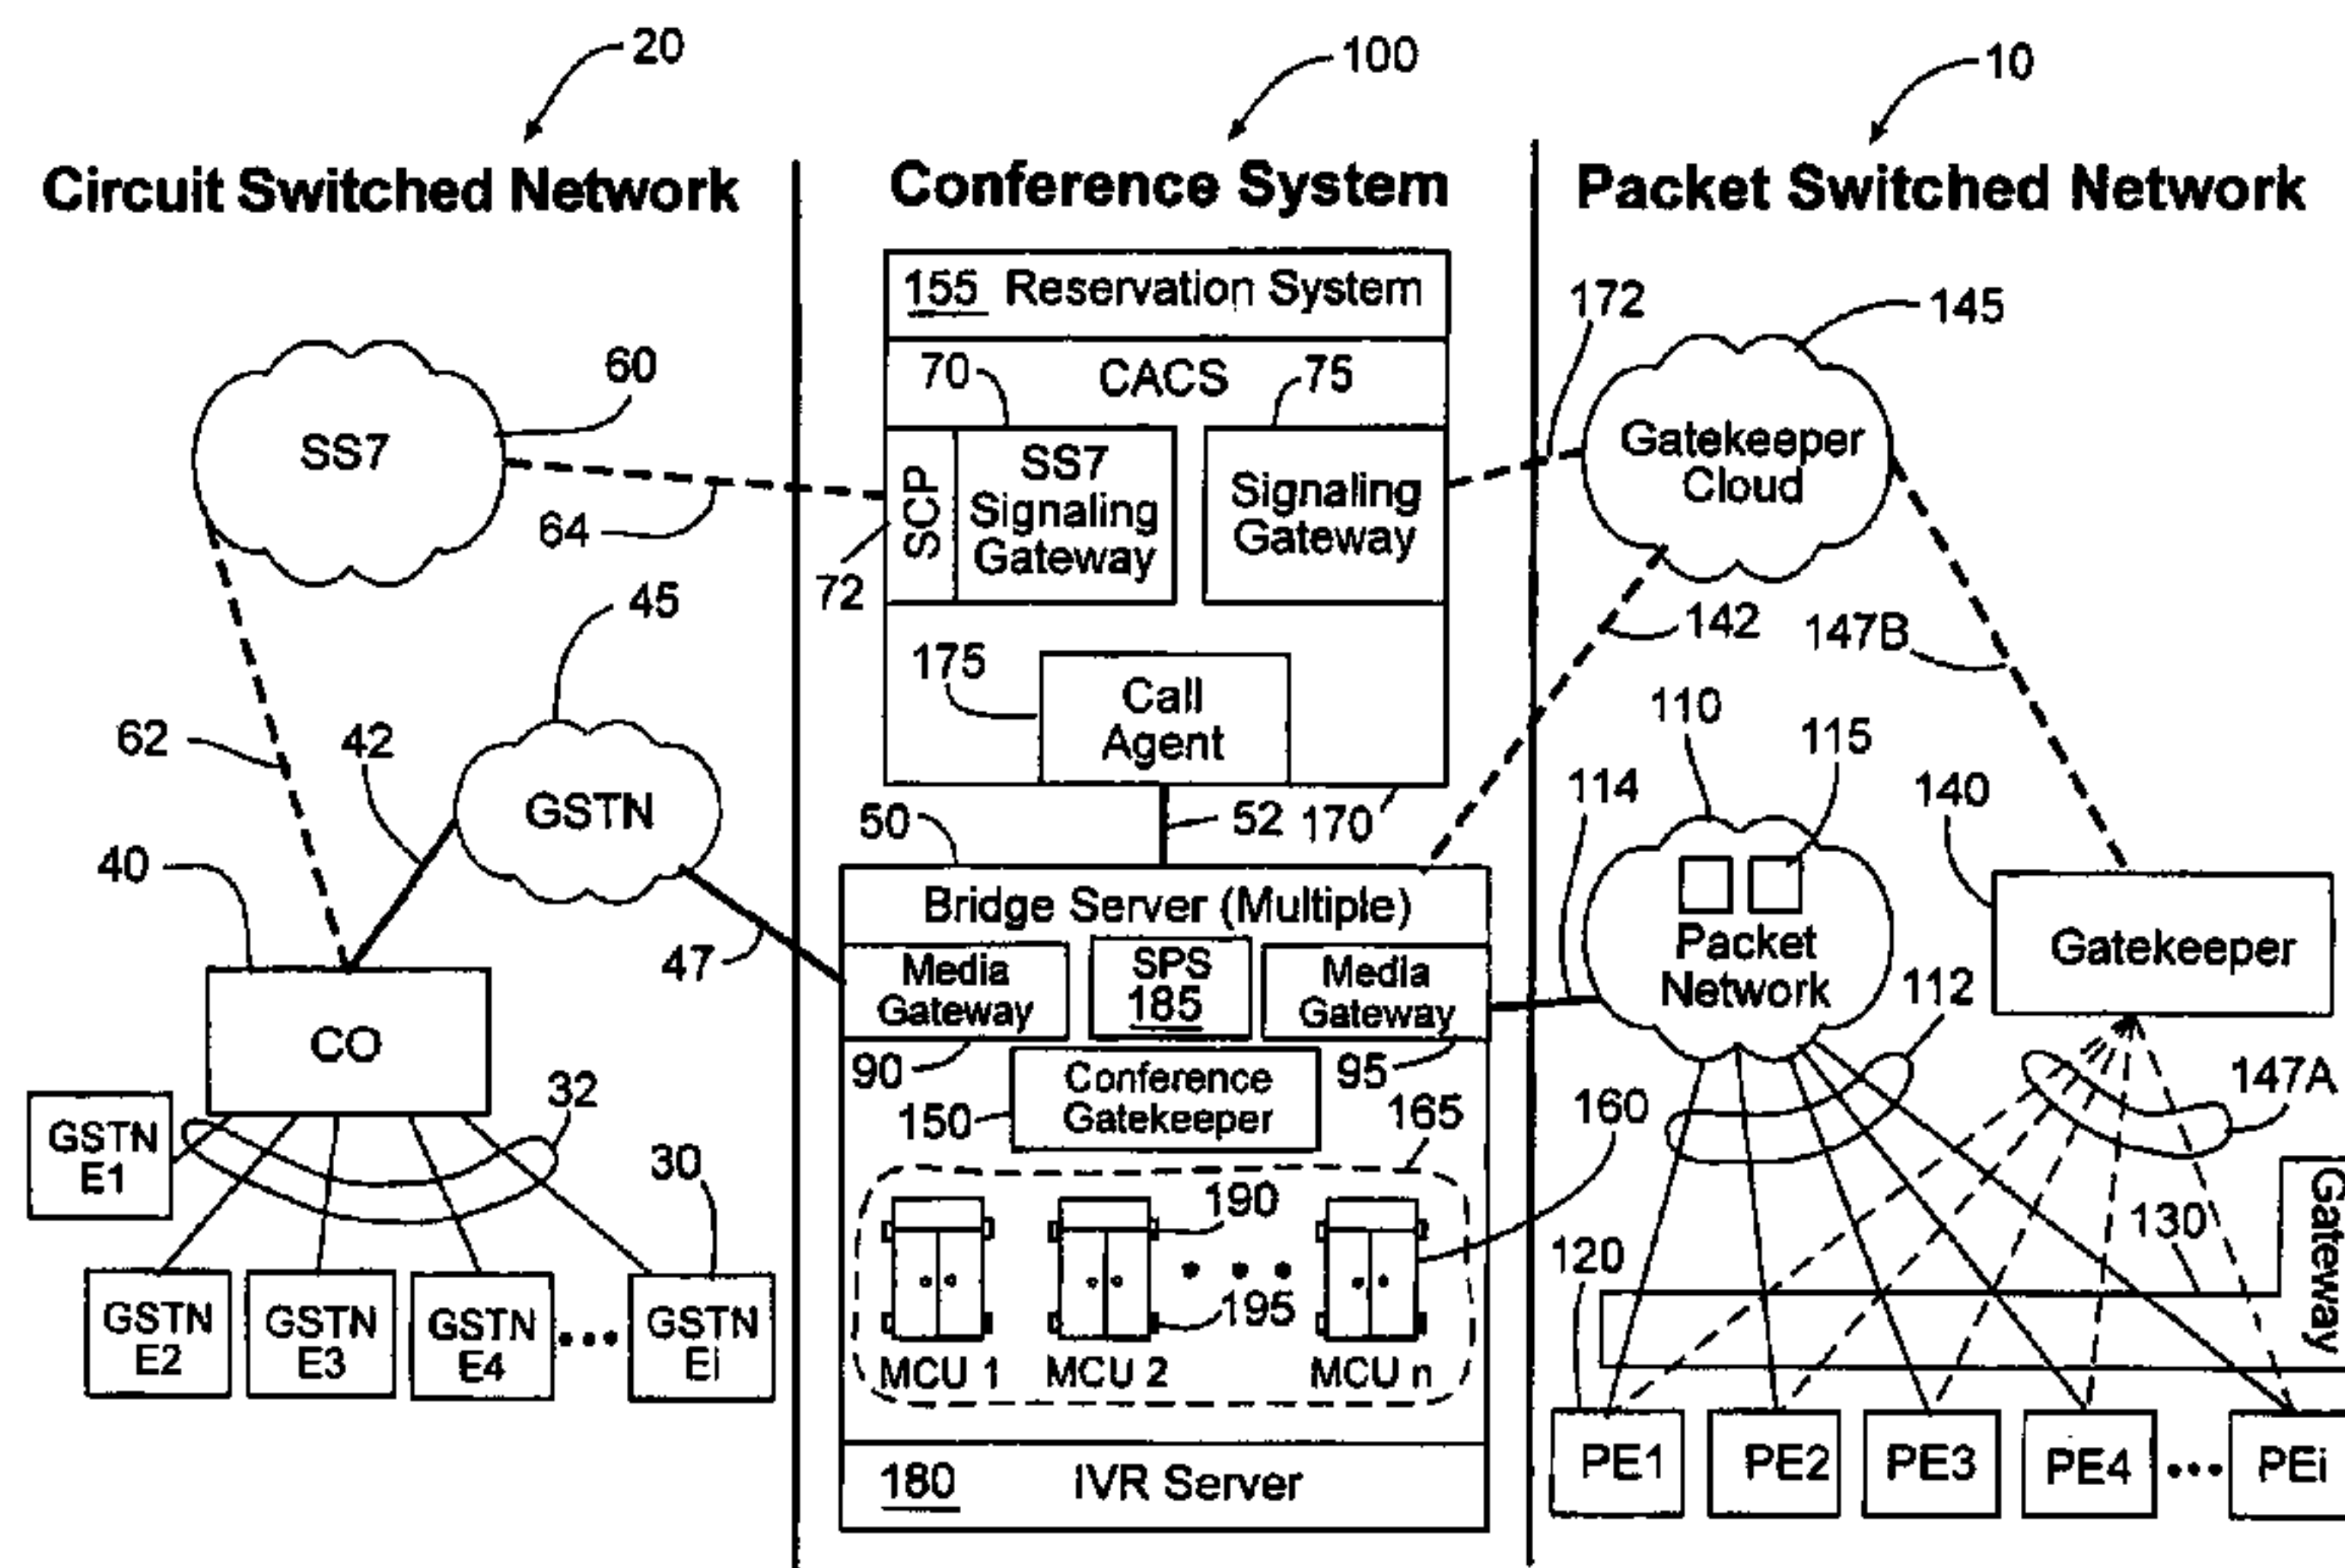 20
100
10
Circuit Switched Network
Conference System
Packet Switched Network
155 Reservation System
172
145
60
70
CACS
75
SS7
SCP
SS7
Signaling
Gateway
Signaling
Gateway
Gatekeeper
Cloud
64
72
45
142
147B
175
Call
Agent
110
115
62
42
GSTN
50
52
170
114
140
40
Bridge Server (Multiple)
47
Media
Gateway
SPS
185
Media
Gateway
Packet
Network
Gatekeeper
112
CO
90
95
Conference
Gatekeeper
150
165
160
147A
32
GSTN
E1
30
190
130
Gateway
120
195
GSTN
E2
GSTN
E3
GSTN
E4
...
GSTN
Ei
MCU 1
MCU 2
MCU n
PE1
PE2
PE3
PE4
...
PEi
180 IVR Server